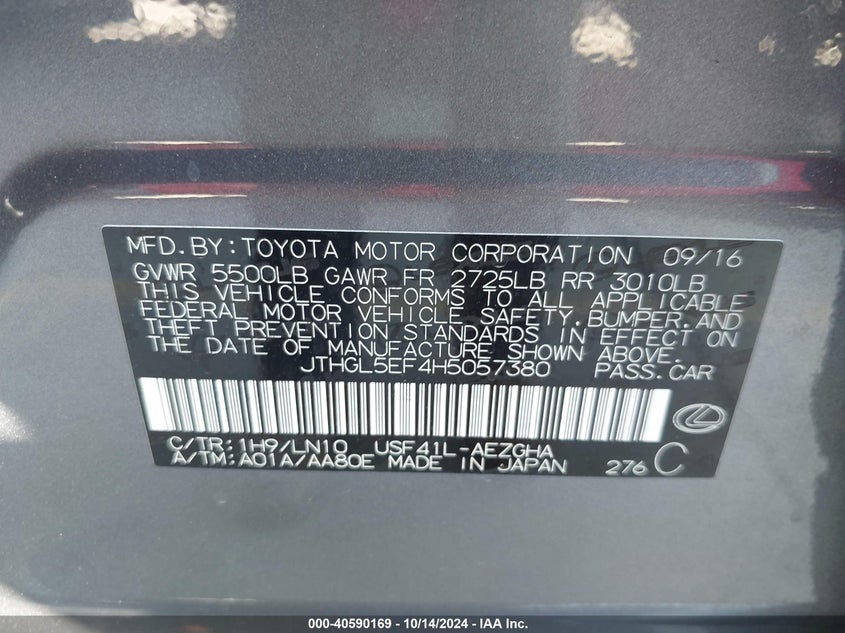 MFD. BY: TOYOTA MOTOR CORPORATION 09/16
GVWR 5500LB GAWR FR 2725LB RR 3010LB
THIS VEHICLE CONFORMS TO ALL APPLICABLE
FEDERAL MOTOR VEHICLE SAFETY, BUMPER, AND
THEFT PREVENTION STANDARDS IN EFFECT ON
THE DATE OF MANUFACTURE SHOWN ABOVE.
JTHGL5EF4H5057380 PASS. CAR
C/TR: 1H9/LN10 USF41L-AEZGHA
A/TM: A01A/AA80E MADE IN JAPAN 276 C
000-40590169 - 10/14/2024 - IAA Inc.